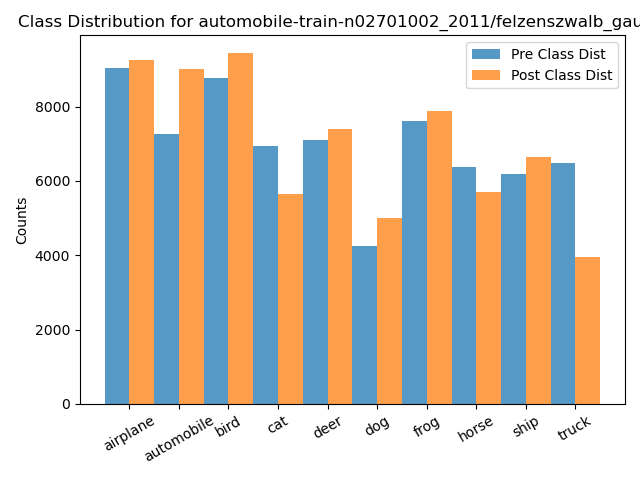 Class Distribution for automobile-train-n02701002_2011/felzenszwalb_gau
Pre Class Dist
Post Class Dist
Counts
8000
6000
4000
2000
0
airplane
automobile
bird
cat
deer
dog
frog
horse
ship
truck